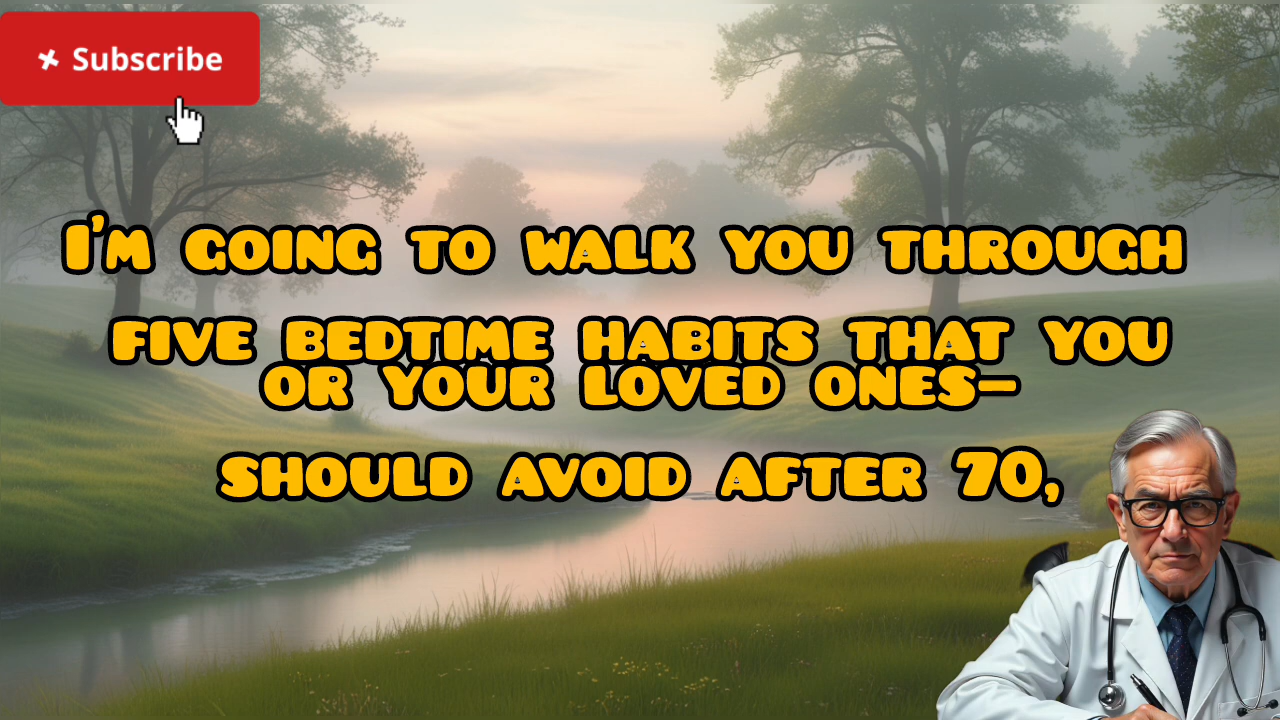 Subscribe
I'm going to walk you through
five bedtime habits that you
or your loved ones—
should avoid after 70,